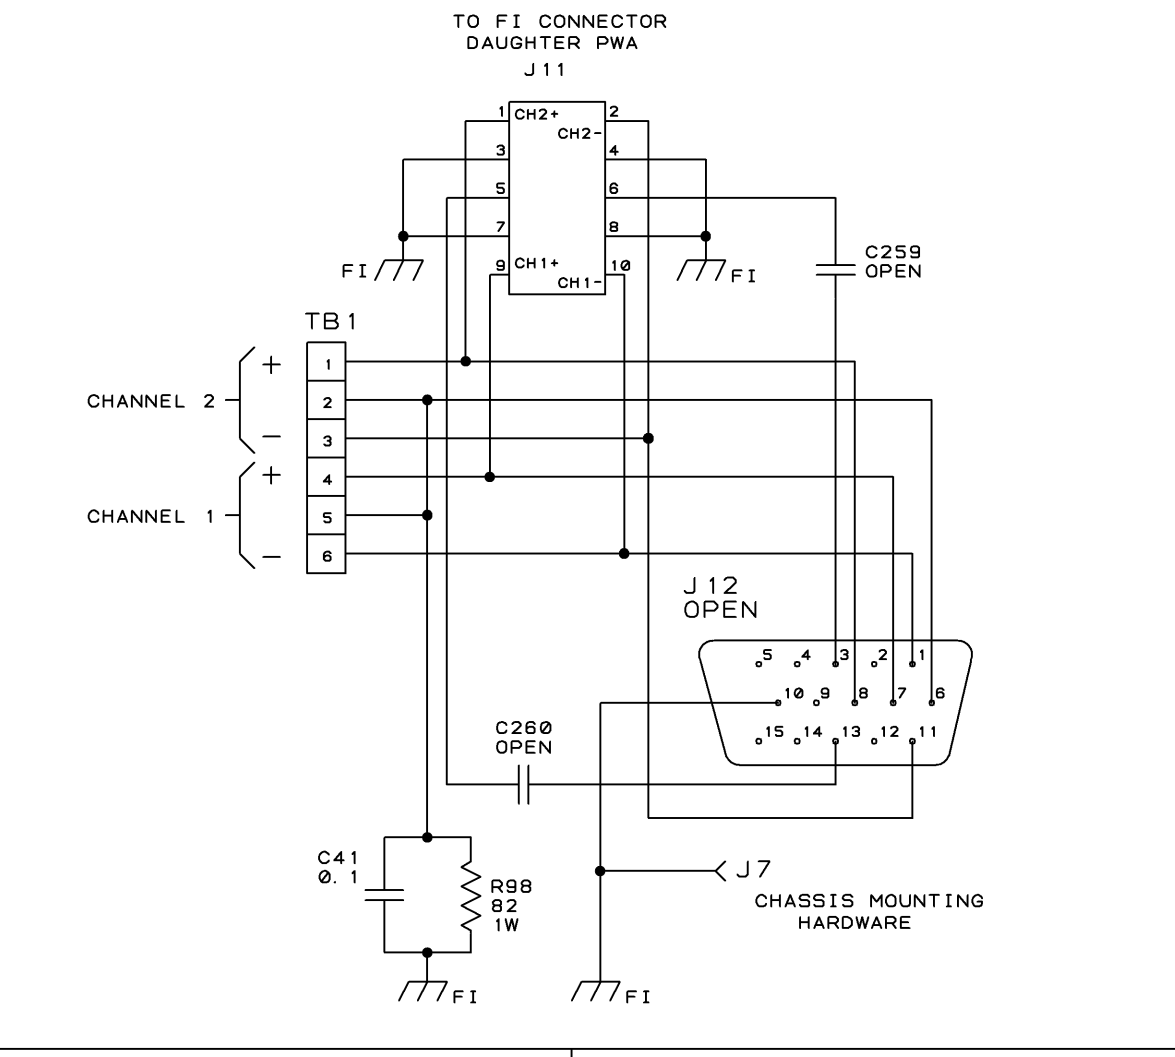 TO FI CONNECTOR
DAUGHTER PWA
J11
1 CH2+ 2
CH2-
3 4
5 6
7 8
9 CH1+ 10
CH1-
FI
FI
C259
OPEN
TB1
+ 1
CHANNEL 2 2
- 3
+ 4
CHANNEL 1 5
- 6
J12
OPEN
5 4 3 2 1
10 9 8 7 6
15 14 13 12 11
C260
OPEN
C41
0.1
R98
82
1W
J7
CHASSIS MOUNTING
HARDWARE
FI
FI